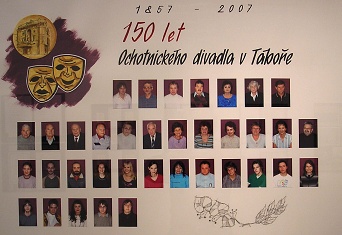 1857 - 2007
150 let
Ochotnického divadla v Táboře